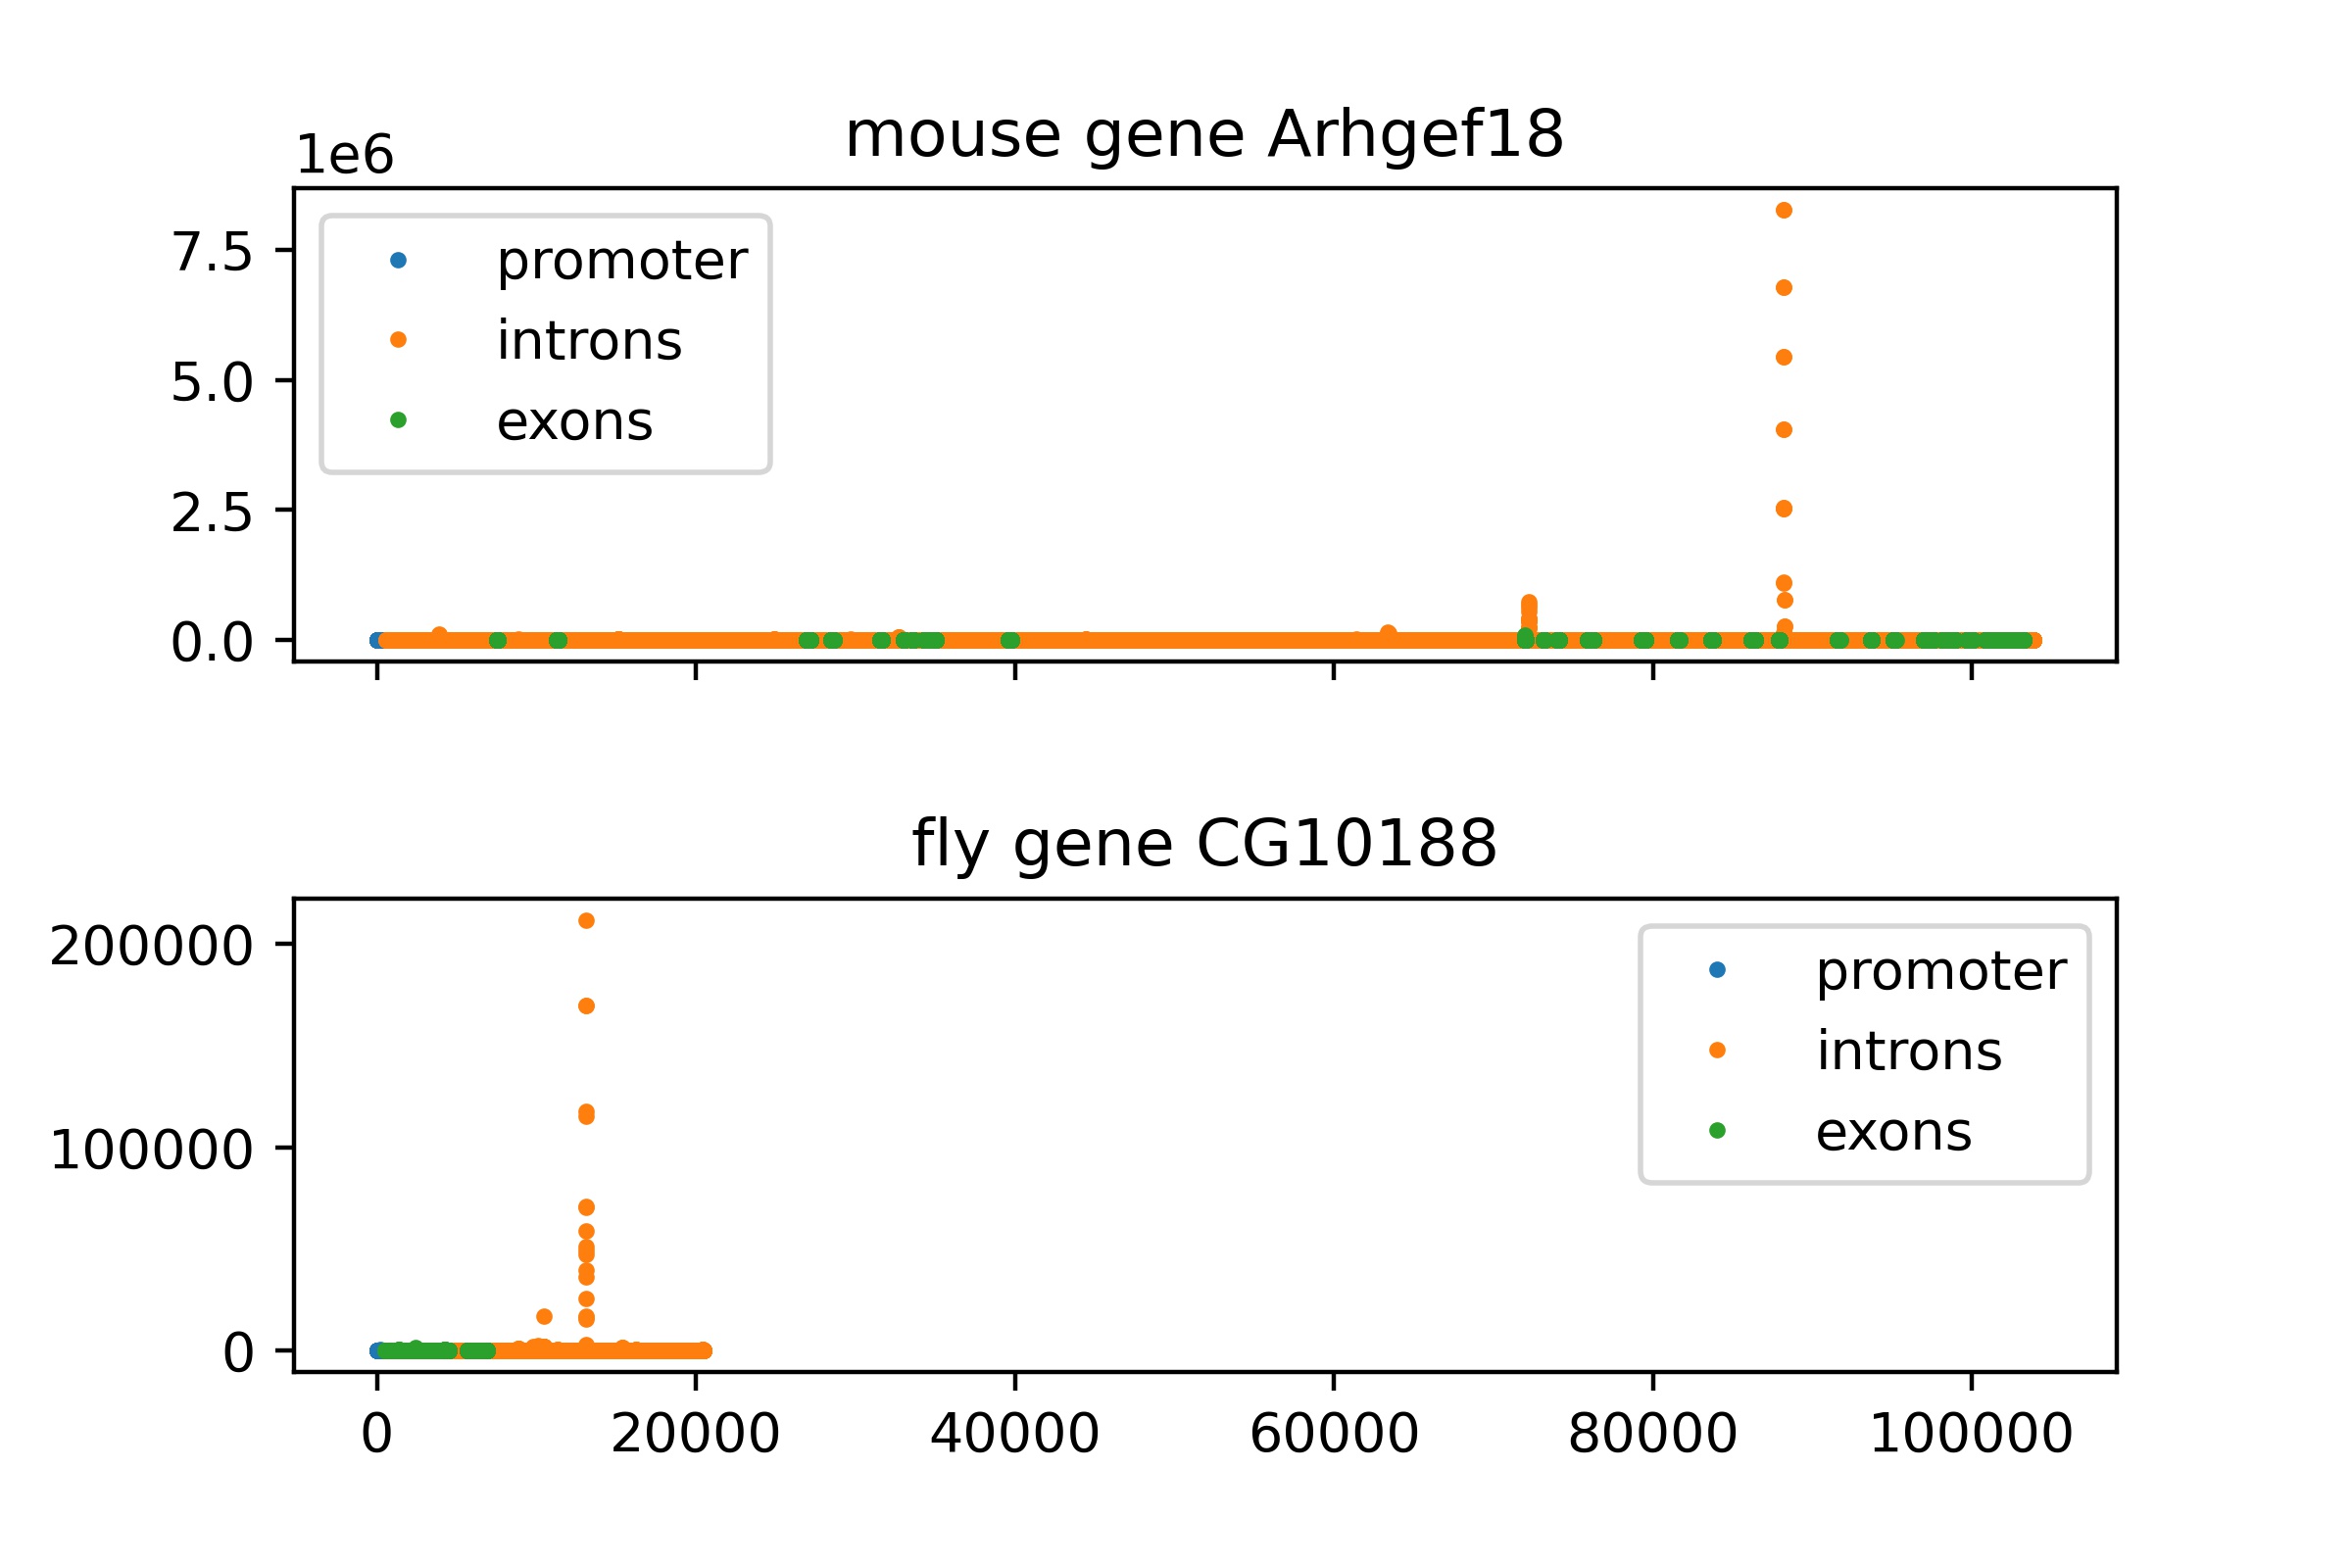 mouse gene Arhgef18
1e6
7.5
5.0
2.5
0.0
promoter
introns
exons
fly gene CG10188
200000
100000
0
promoter
introns
exons
0 20000 40000 60000 80000 100000